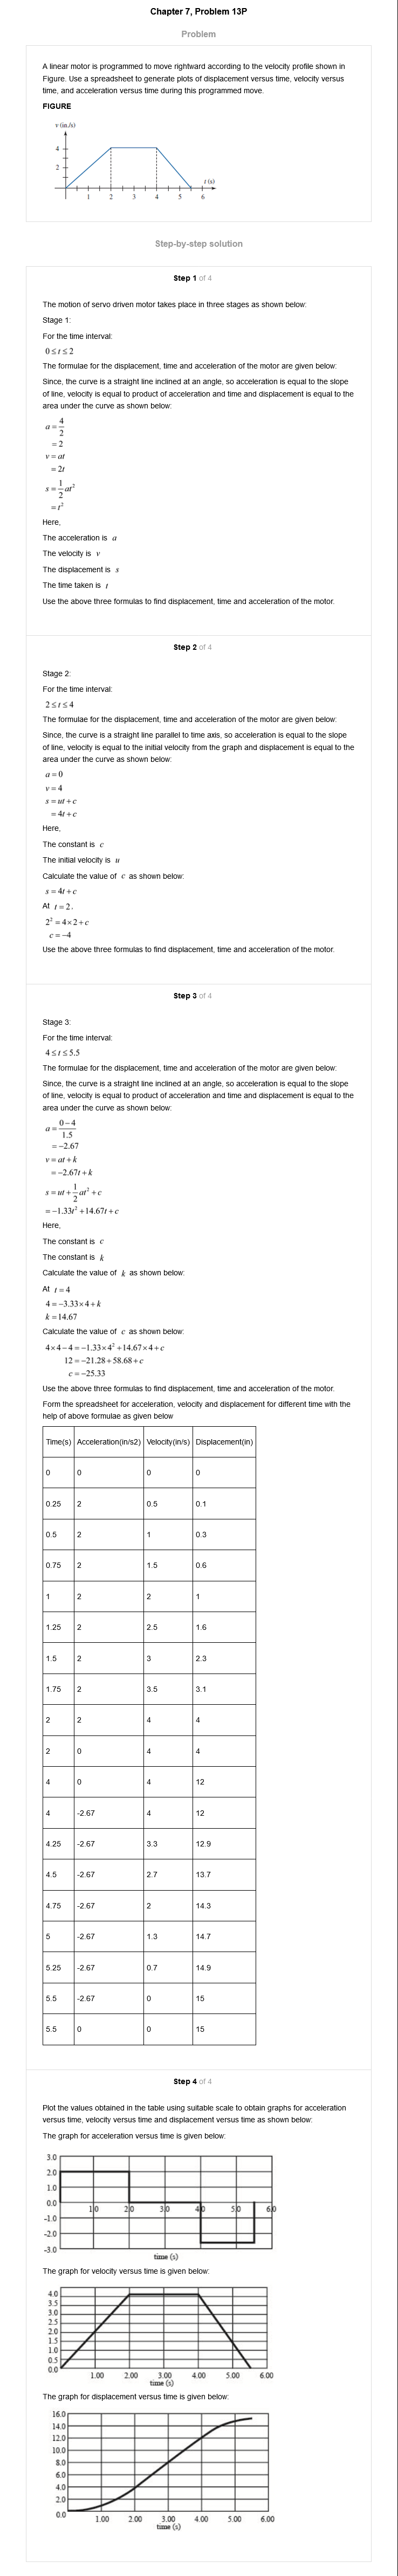 Chapter 7, Problem 13P
Problem
A linear motor is programmed to move rightward according to the velocity profile shown in
Figure. Use a spreadsheet to generate plots of displacement versus time, velocity versus
time, and acceleration versus time during this programmed move.
FIGURE
v (in./s)
4
2
t (s)
1 2 3 4 5 6
Step-by-step solution
Step 1 of 4
The motion of servo driven motor takes place in three stages as shown below:
Stage 1:
For the time interval:
0 ≤ t ≤ 2
The formulae for the displacement, time and acceleration of the motor are given below:
Since, the curve is a straight line inclined at an angle, so acceleration is equal to the slope
of line, velocity is equal to product of acceleration and time and displacement is equal to the
area under the curve as shown below:
a = 4/2
= 2
v = at
= 2t
s = 1/2 at²
= t²
Here,
The acceleration is a
The velocity is v
The displacement is s
The time taken is t
Use the above three formulas to find displacement, time and acceleration of the motor.
Step 2 of 4
Stage 2:
For the time interval:
2 ≤ t ≤ 4
The formulae for the displacement, time and acceleration of the motor are given below:
Since, the curve is a straight line parallel to time axis, so acceleration is equal to the slope
of line, velocity is equal to the initial velocity from the graph and displacement is equal to the
area under the curve as shown below:
a = 0
v = 4
s = ut + c
= 4t + c
Here,
The constant is c
The initial velocity is u
Calculate the value of c as shown below:
s = 4t + c
At t = 2.
2² = 4×2 + c
c = −4
Use the above three formulas to find displacement, time and acceleration of the motor.
Step 3 of 4
Stage 3:
For the time interval:
4 ≤ t ≤ 5.5
The formulae for the displacement, time and acceleration of the motor are given below:
Since, the curve is a straight line inclined at an angle, so acceleration is equal to the slope
of line, velocity is equal to product of acceleration and time and displacement is equal to the
area under the curve as shown below:
a = 0−4/1.5
= −2.67
v = at + k
= −2.67t + k
s = ut + 1/2 at² + c
= −1.33t² + 14.67t + c
Here,
The constant is c
The constant is k
Calculate the value of k as shown below:
At t = 4
4 = −3.33×4 + k
k = 14.67
Calculate the value of c as shown below:
4×4−4 = −1.33×4² + 14.67×4 + c
12 = −21.28 + 58.68 + c
c = −25.33
Use the above three formulas to find displacement, time and acceleration of the motor.
Form the spreadsheet for acceleration, velocity and displacement for different time with the
help of above formulae as given below
Time(s) Acceleration(in/s2) Velocity(in/s) Displacement(in)
0 0 0 0
0.25 2 0.5 0.1
0.5 2 1 0.3
0.75 2 1.5 0.6
1 2 2 1
1.25 2 2.5 1.6
1.5 2 3 2.3
1.75 2 3.5 3.1
2 2 4 4
2 0 4 4
4 0 4 12
4 -2.67 4 12
4.25 -2.67 3.3 12.9
4.5 -2.67 2.7 13.7
4.75 -2.67 2 14.3
5 -2.67 1.3 14.7
5.25 -2.67 0.7 14.9
5.5 -2.67 0 15
5.5 0 0 15
Step 4 of 4
Plot the values obtained in the table using suitable scale to obtain graphs for acceleration
versus time, velocity versus time and displacement versus time as shown below:
The graph for acceleration versus time is given below:
3.0
2.0
1.0
0.0
1.0 2.0 3.0 4.0 5.0 6.0
-1.0
-2.0
-3.0
time (s)
The graph for velocity versus time is given below:
4.0
3.5
3.0
2.5
2.0
1.5
1.0
0.5
0.0
1.00 2.00 3.00 4.00 5.00 6.00
time (s)
The graph for displacement versus time is given below:
16.0
14.0
12.0
10.0
8.0
6.0
4.0
2.0
0.0
1.00 2.00 3.00 4.00 5.00 6.00
time (s)